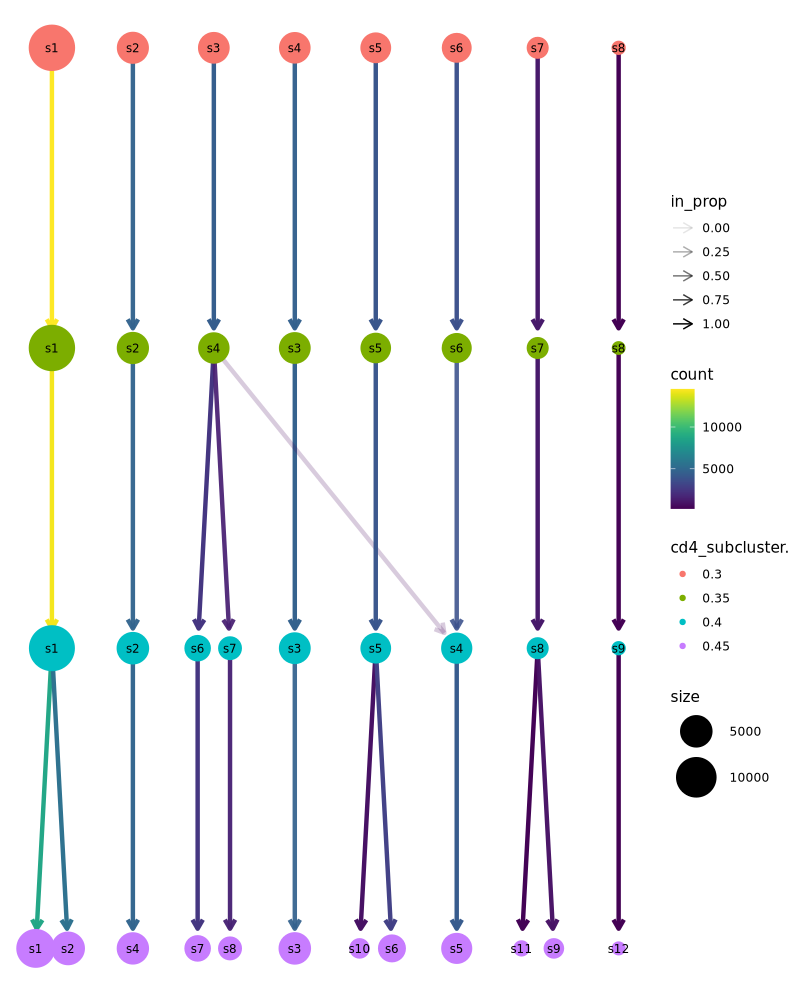 s1 s2 s3 s4 s5 s6 s7 s8
in_prop
0.00
0.25
0.50
0.75
1.00
s1 s2 s4 s3 s5 s6 s7 s8
count
10000
5000
cd4_subcluster.
0.3
0.35
0.4
0.45
s1 s2 s6 s7 s3 s5 s4 s8 s9
size
5000
10000
s1 s2 s4 s7 s8 s3 s10 s6 s5 s11 s9 s12